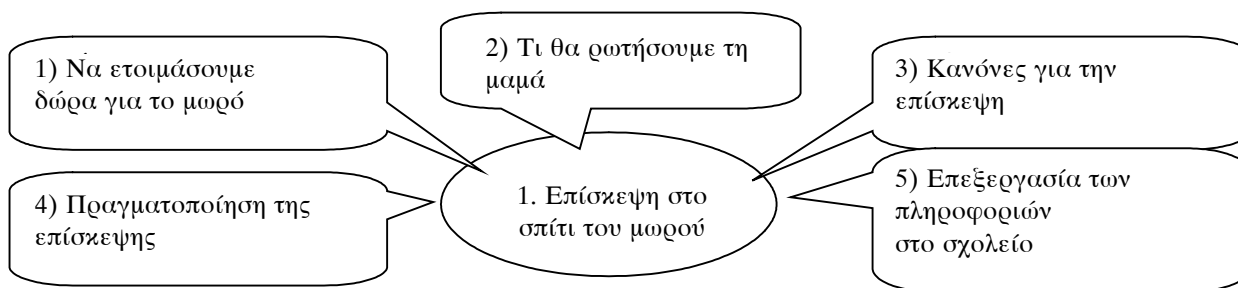 1) Να ετοιμάσουμε
δώρα για το μωρό
2) Τι θα ρωτήσουμε τη
μαμά
3) Κανόνες για την
επίσκεψη
4) Πραγματοποίηση της
επίσκεψης
1. Επίσκεψη στο
σπίτι του μωρού
5) Επεξεργασία των
πληροφοριών
στο σχολείο